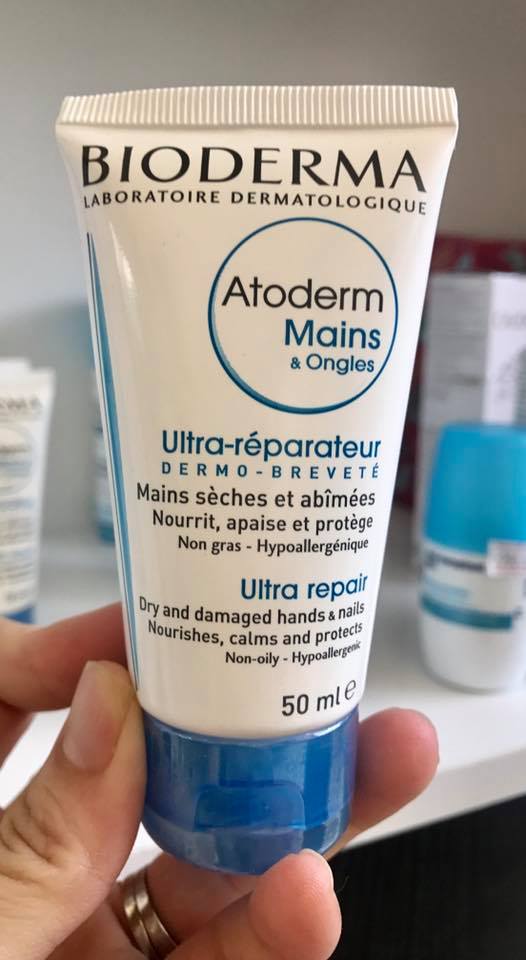 BIODERMA
LABORATOIRE DERMATOLOGIQUE
Atoderm
Mains
& Ongles
Ultra-réparateur
DERMO-BREVETÉ
Mains sèches et abîmées
Nourrit, apaise et protège
Non gras - Hypoallergénique
Ultra repair
Dry and damaged hands & nails
Nourishes, calms and protects
Non-oily - Hypoallergenic
50 ml e